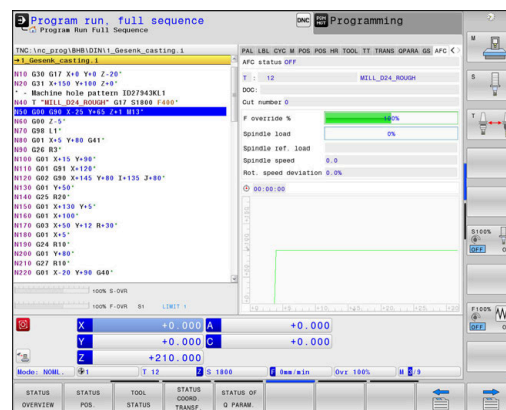 Program run, full sequence
Program Run Full Sequence
DNC
Programming
TNC:\nc_prog\BHB\DIN\1_Gesenk_casting.i
→1_Gesenk_casting.i
N10 G30 G17 X+0 Y+0 Z-20*
N20 G31 X+150 Y+100 Z+0*
* - Machine hole pattern ID27943KL1
N40 T "MILL_D24_ROUGH" G17 S1800 F400*
N50 G00 G90 X-25 Y+65 Z+1 M13*
N60 G00 Z-5*
N70 G98 L1*
N80 G01 X+5 Y+80 G41*
N90 G26 R3*
N100 G01 X+15 Y+90*
N110 G01 G91 X+120*
N120 G02 G90 X+145 Y+80 I+135 J+80*
N130 G01 Y+50*
N140 G25 R20*
N150 G01 X+130 Y+5*
N160 G01 X+100*
N170 G03 X+50 Y+12 R+30*
N180 G01 X+5*
N190 G24 R10*
N200 G01 Y+80*
N210 G27 R10*
N220 G01 X-20 Y+90 G40*
100% S-OVR
100% F-OVR S1 LIMIT 1
PAL LBL CYC M POS POS HR TOOL TT TRANS QPARA GS AFC
AFC status OFF
T : 12 MILL_D24_ROUGH
DOC:
Cut number 0
F override %
Spindle load 0%
Spindle ref. load
Spindle speed 0.0
Rot. speed deviation 0.0%
00:00:00
X +0.000 A +0.000
Y +0.000 C +0.000
Z +210.000
Mode: NOML. 1 T 12 Z S 1800 F 0mm/min Ovr 100% M 5/9
STATUS OVERVIEW
STATUS POS.
TOOL STATUS
STATUS COORD. TRANSF.
STATUS OF Q PARAM.
M
S
T
S100%
OFF
F100%
OFF